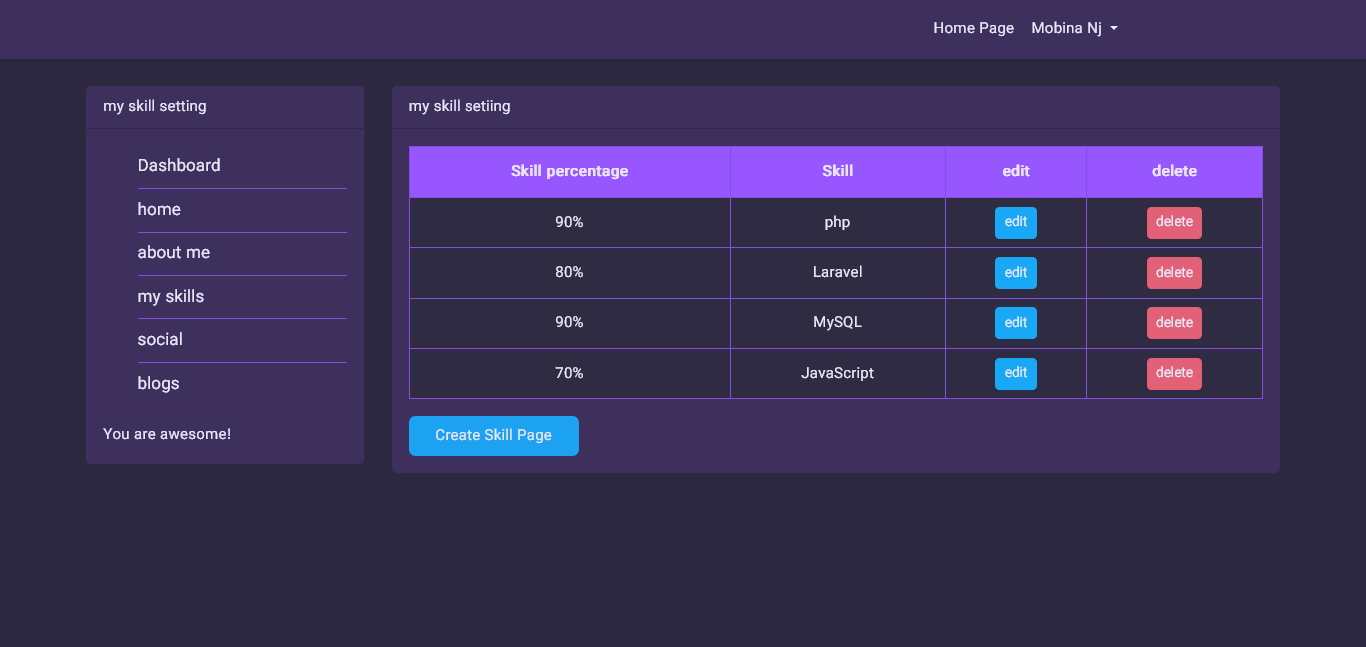 Home Page Mobina Nj
my skill setting
Dashboard
home
about me
my skills
social
blogs
You are awesome!
my skill setiing
Skill percentage Skill edit delete
90% php edit delete
80% Laravel edit delete
90% MySQL edit delete
70% JavaScript edit delete
Create Skill Page